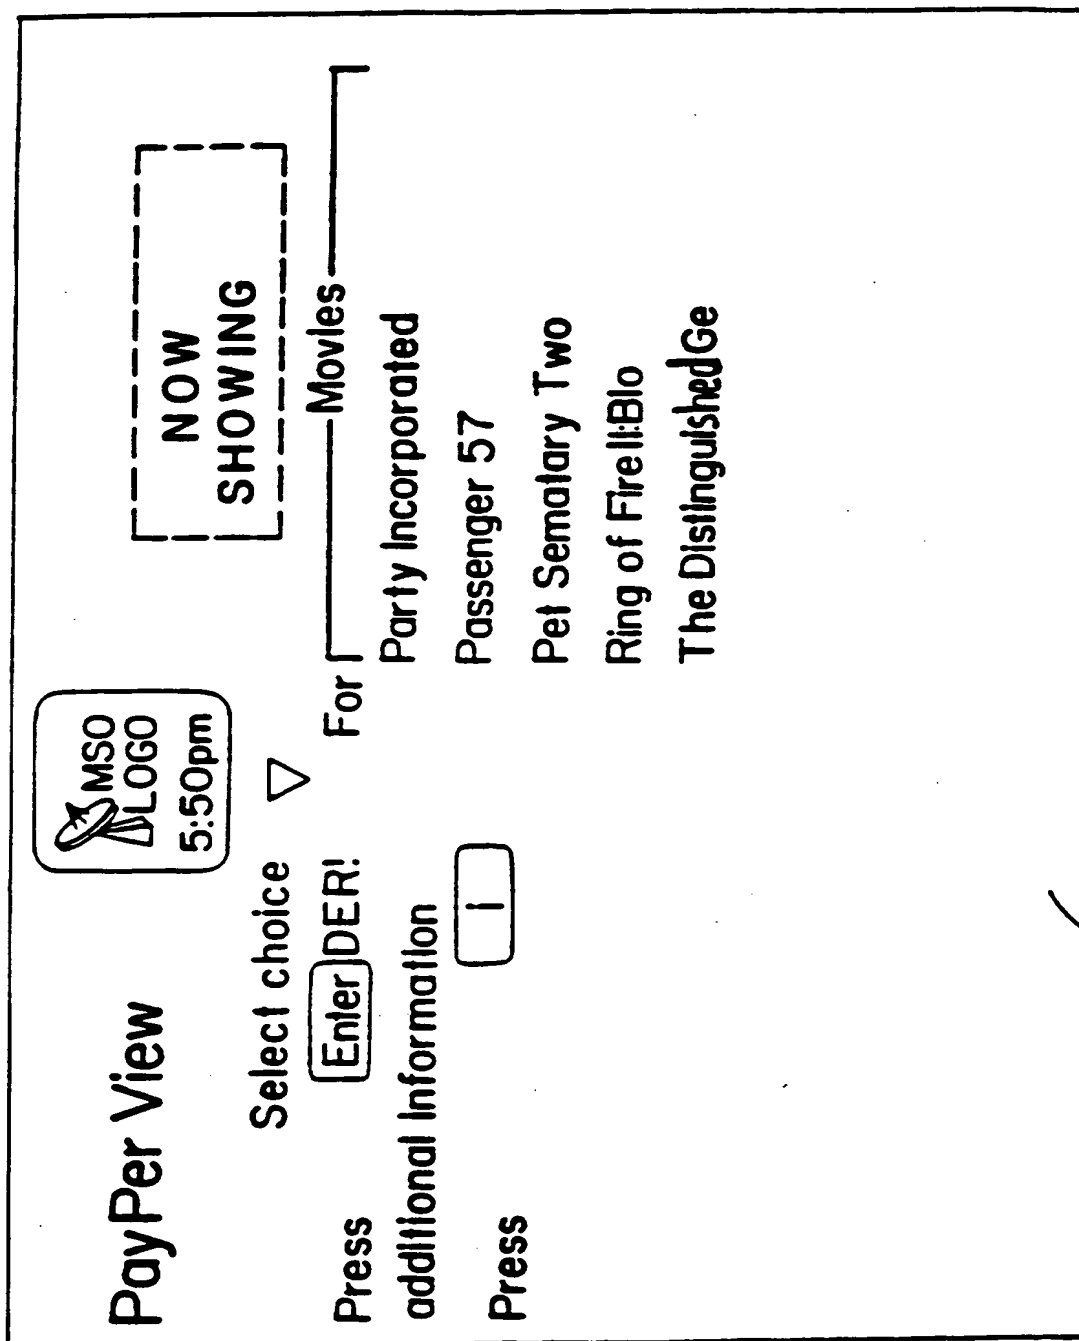 PayPer View
MSO
LOGO
5:50pm
NOW
SHOWING
Select choice
Press Enter DER! For
additional Information
Press i
Movies
Party Incorporated
Passenger 57
Pet Sematary Two
Ring of Fire II:Blo
The DistinguishedGe